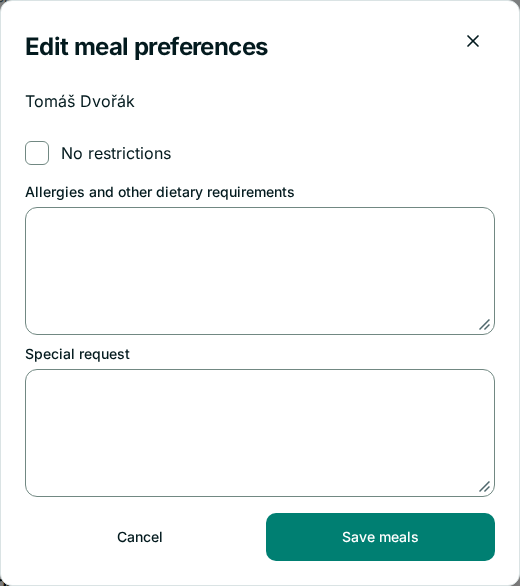 Edit meal preferences
Tomáš Dvořák
No restrictions
Allergies and other dietary requirements
Special request
Cancel
Save meals